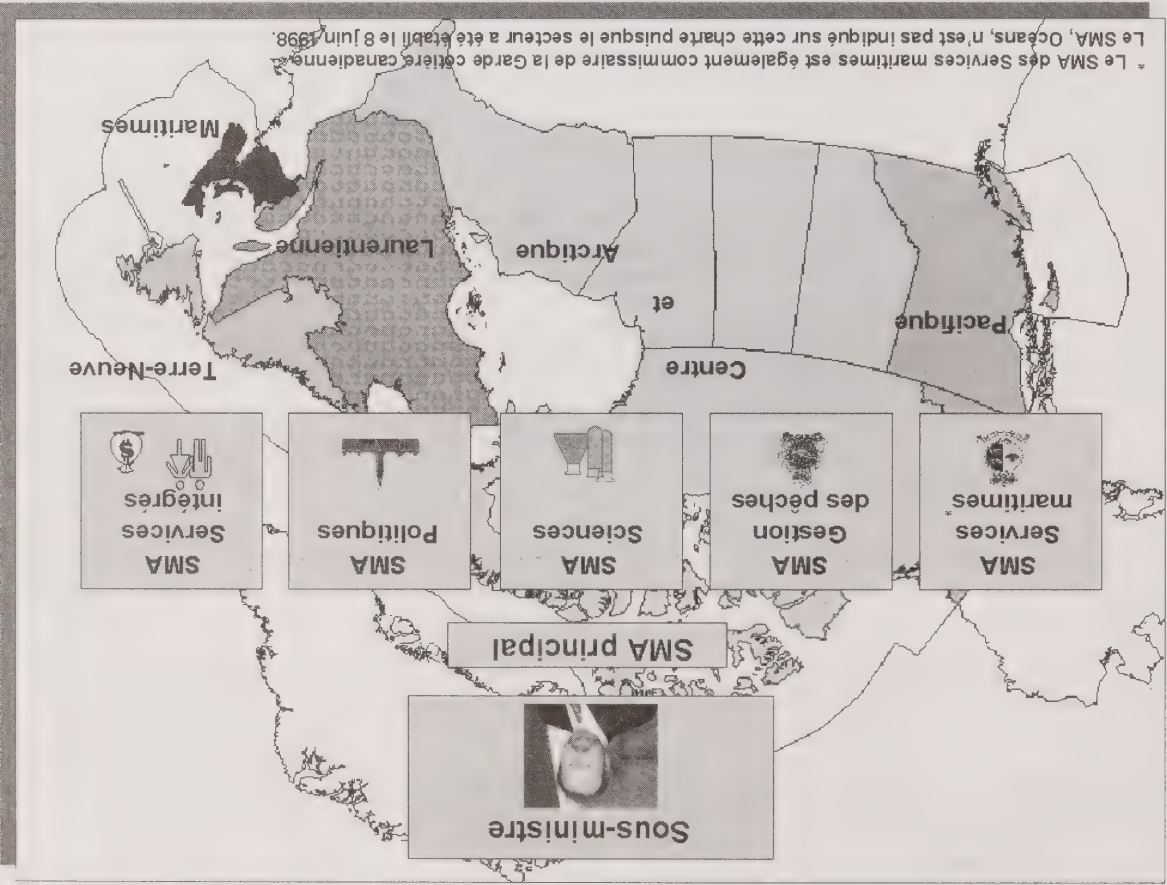 Sous-ministre
SMA principal
SMA
Services
maritimes*
SMA
Gestion
des pêches
SMA
Sciences
SMA
Politiques
SMA
Services
intégrés
$
Pacifique
Centre
et
Arctique
Laurentienne
Terre-Neuve
Maritimes
* Le SMA des Services maritimes est également commissaire de la Garde côtière canadienne
Le SMA, Océans, n'est pas indiqué sur cette charte puisque le secteur a été établi le 8 juin 1998.